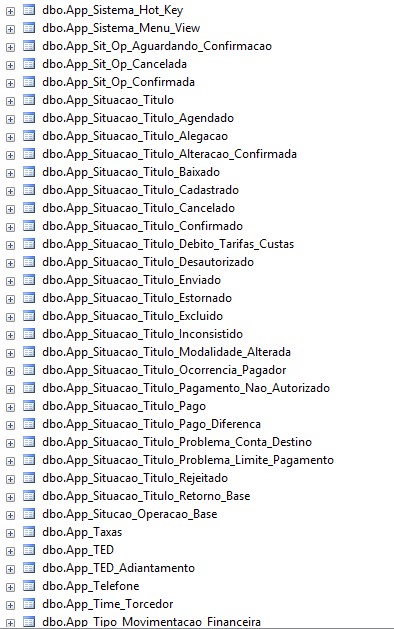 dbo.App_Sistema_Hot_Key
dbo.App_Sistema_Menu_View
dbo.App_Sit_Op_Aguardando_Confirmacao
dbo.App_Sit_Op_Cancelada
dbo.App_Sit_Op_Confirmada
dbo.App_Situacao_Titulo
dbo.App_Situacao_Titulo_Agendado
dbo.App_Situacao_Titulo_Alegacao
dbo.App_Situacao_Titulo_Alteracao_Confirmada
dbo.App_Situacao_Titulo_Baixado
dbo.App_Situacao_Titulo_Cadastrado
dbo.App_Situacao_Titulo_Cancelado
dbo.App_Situacao_Titulo_Confirmado
dbo.App_Situacao_Titulo_Debito_Tarifas_Custas
dbo.App_Situacao_Titulo_Desautorizado
dbo.App_Situacao_Titulo_Enviado
dbo.App_Situacao_Titulo_Estornado
dbo.App_Situacao_Titulo_Excluido
dbo.App_Situacao_Titulo_Inconsistido
dbo.App_Situacao_Titulo_Modalidade_Alterada
dbo.App_Situacao_Titulo_Ocorrencia_Pagador
dbo.App_Situacao_Titulo_Pagamento_Nao_Autorizado
dbo.App_Situacao_Titulo_Pago
dbo.App_Situacao_Titulo_Pago_Diferenca
dbo.App_Situacao_Titulo_Problema_Conta_Destino
dbo.App_Situacao_Titulo_Problema_Limite_Pagamento
dbo.App_Situacao_Titulo_Rejeitado
dbo.App_Situacao_Titulo_Retorno_Base
dbo.App_Situcao_Operacao_Base
dbo.App_Taxas
dbo.App_TED
dbo.App_TED_Adiantamento
dbo.App_Telefone
dbo.App_Time_Torcedor
dbo.App_Tipo_Movimentacao_Financeira